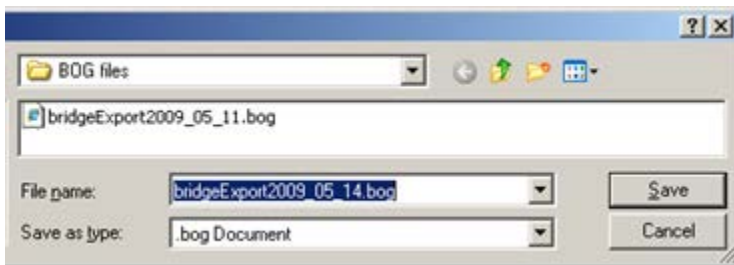 BOG files
bridgeExport2009_05_11.bog
File name: bridgeExport2009_05_14.bog Save
Save as type: .bog Document Cancel